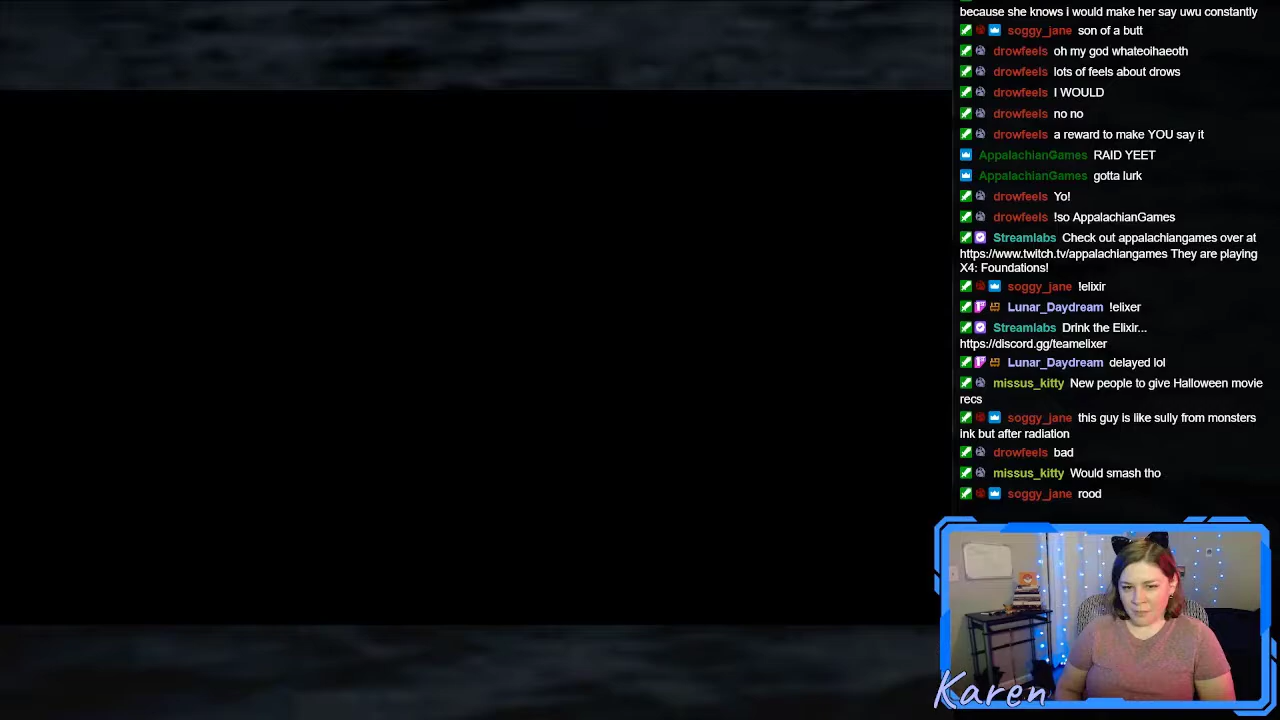 because she knows i would make her say uwu constantly
soggy_jane son of a butt
drowfeels oh my god whateoihaeoth
drowfeels lots of feels about drows
drowfeels I WOULD
drowfeels no no
drowfeels a reward to make YOU say it
AppalachianGames RAID YEET
AppalachianGames gotta lurk
drowfeels Yo!
drowfeels !so AppalachianGames
Streamlabs Check out appalachiangames over at
https://www.twitch.tv/appalachiangames They are playing
X4: Foundations!
soggy_jane !elixir
Lunar_Daydream !elixer
Streamlabs Drink the Elixir...
https://discord.gg/teamelixer
Lunar_Daydream delayed lol
missus_kitty New people to give Halloween movie
recs
soggy_jane this guy is like sully from monsters
ink but after radiation
drowfeels bad
missus_kitty Would smash tho
soggy_jane rood
Karen